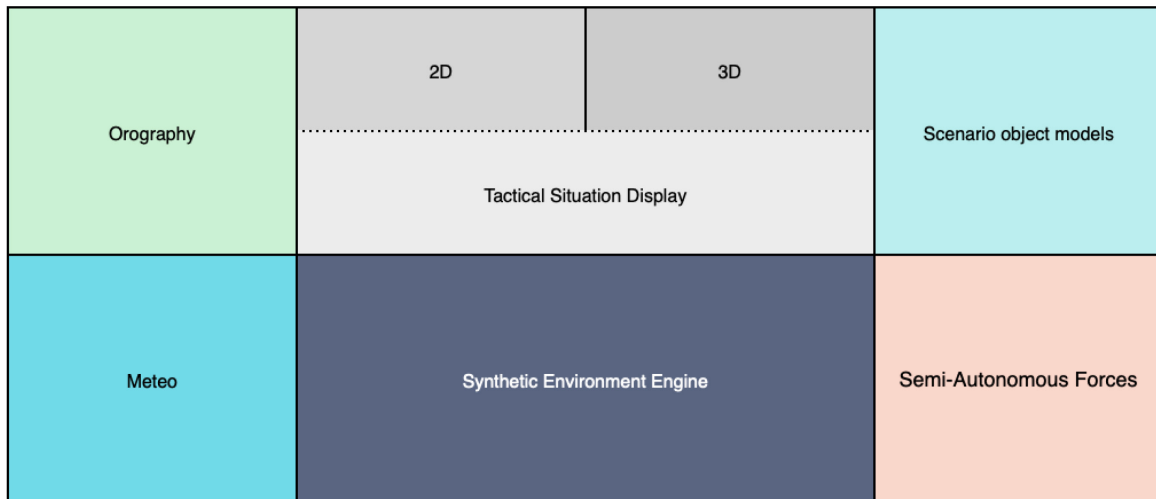 2D
3D
Orography
Scenario object models
Tactical Situation Display
Meteo
Synthetic Environment Engine
Semi-Autonomous Forces